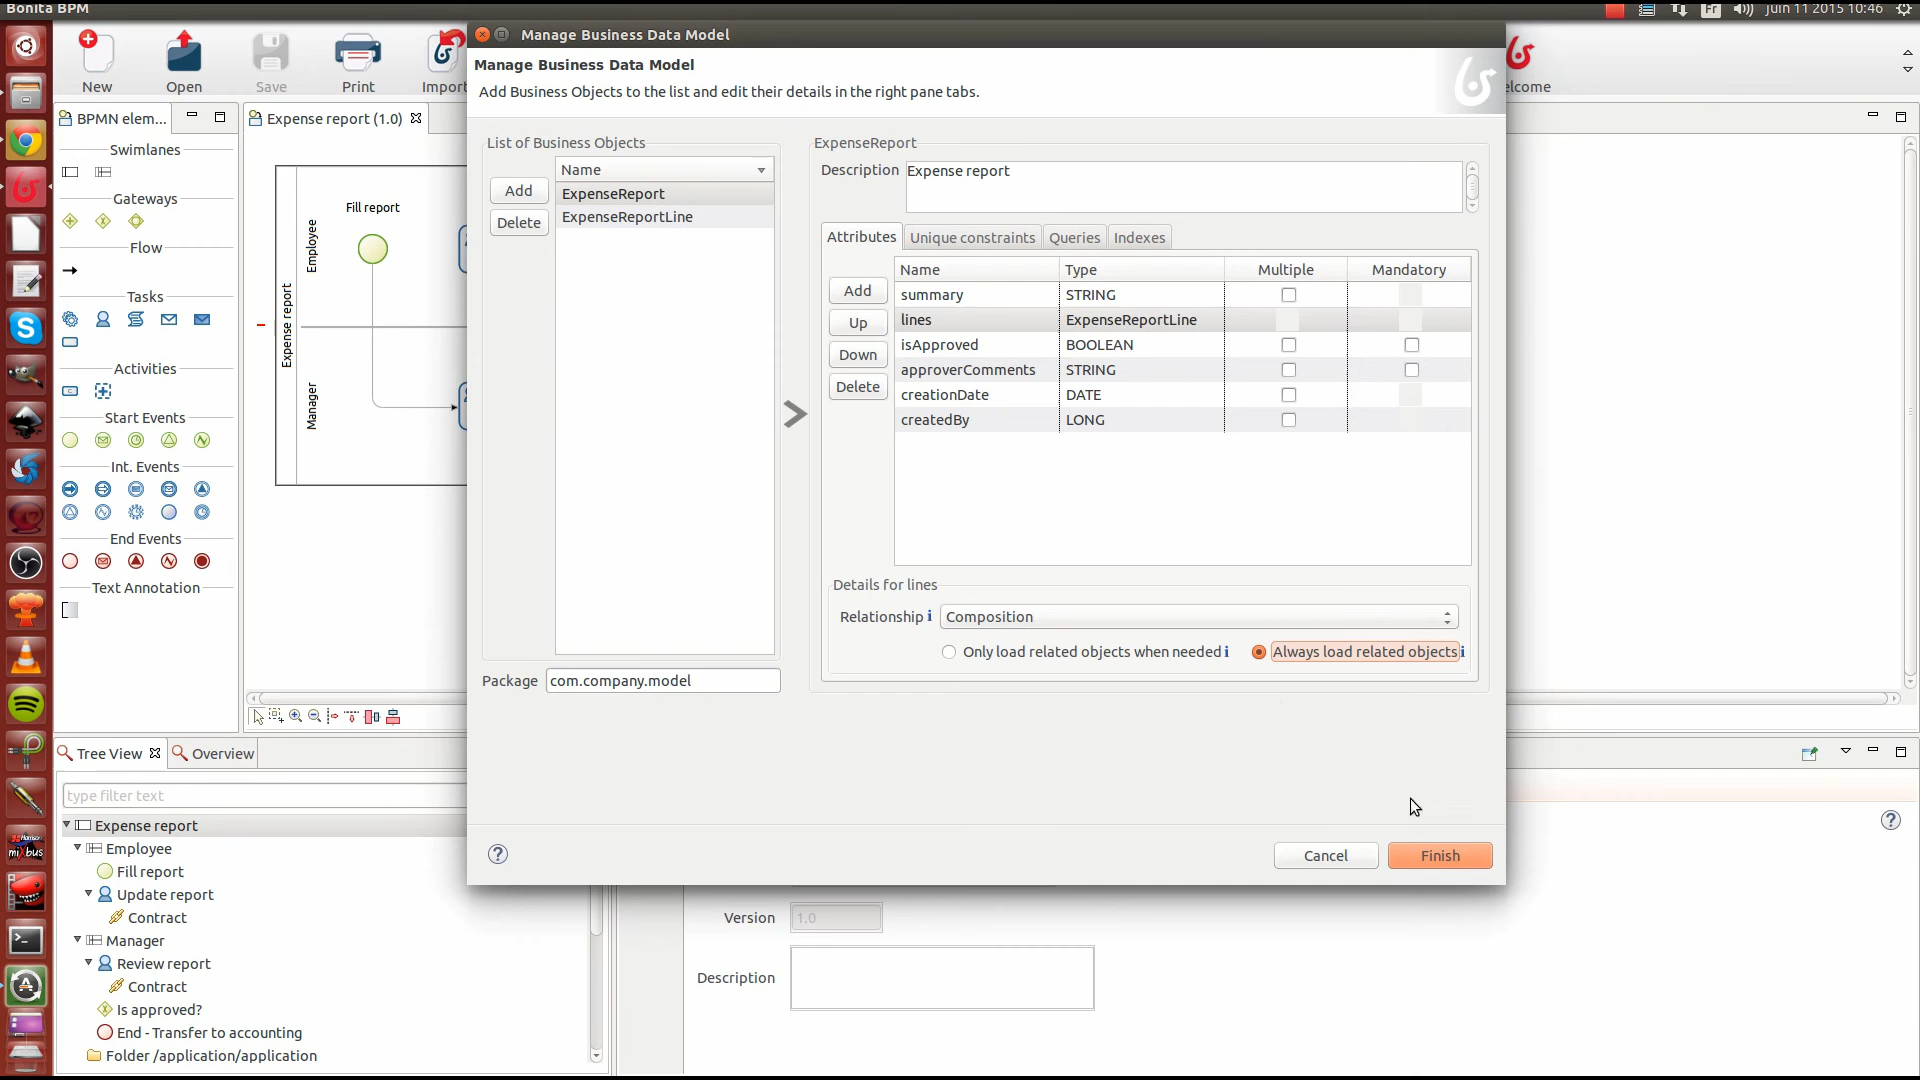 Bonita BPM
Fr
juin 11 2015 10:46
New
Open
Save
Print
Import
elcome
Manage Business Data Model
Manage Business Data Model
Add Business Objects to the list and edit their details in the right pane tabs.
BPMN elem...
Swimlanes
Gateways
Flow
Tasks
Activities
Start Events
Int. Events
End Events
Text Annotation
Expense report (1.0)
Expense report
Employee
Manager
Fill report
List of Business Objects
Add
Delete
Name
ExpenseReport
ExpenseReportLine
Package com.company.model
ExpenseReport
Description Expense report
Attributes Unique constraints Queries Indexes
Add
Up
Down
Delete
Name Type Multiple Mandatory
summary STRING
lines ExpenseReportLine
isApproved BOOLEAN
approverComments STRING
creationDate DATE
createdBy LONG
Details for lines
Relationship i Composition
Only load related objects when needed i Always load related objects i
? Cancel Finish
Tree View Overview
type filter text
Expense report
Employee
Fill report
Update report
Contract
Manager
Review report
Contract
Is approved?
End - Transfer to accounting
Folder /application/application
Version 1.0
Description
?